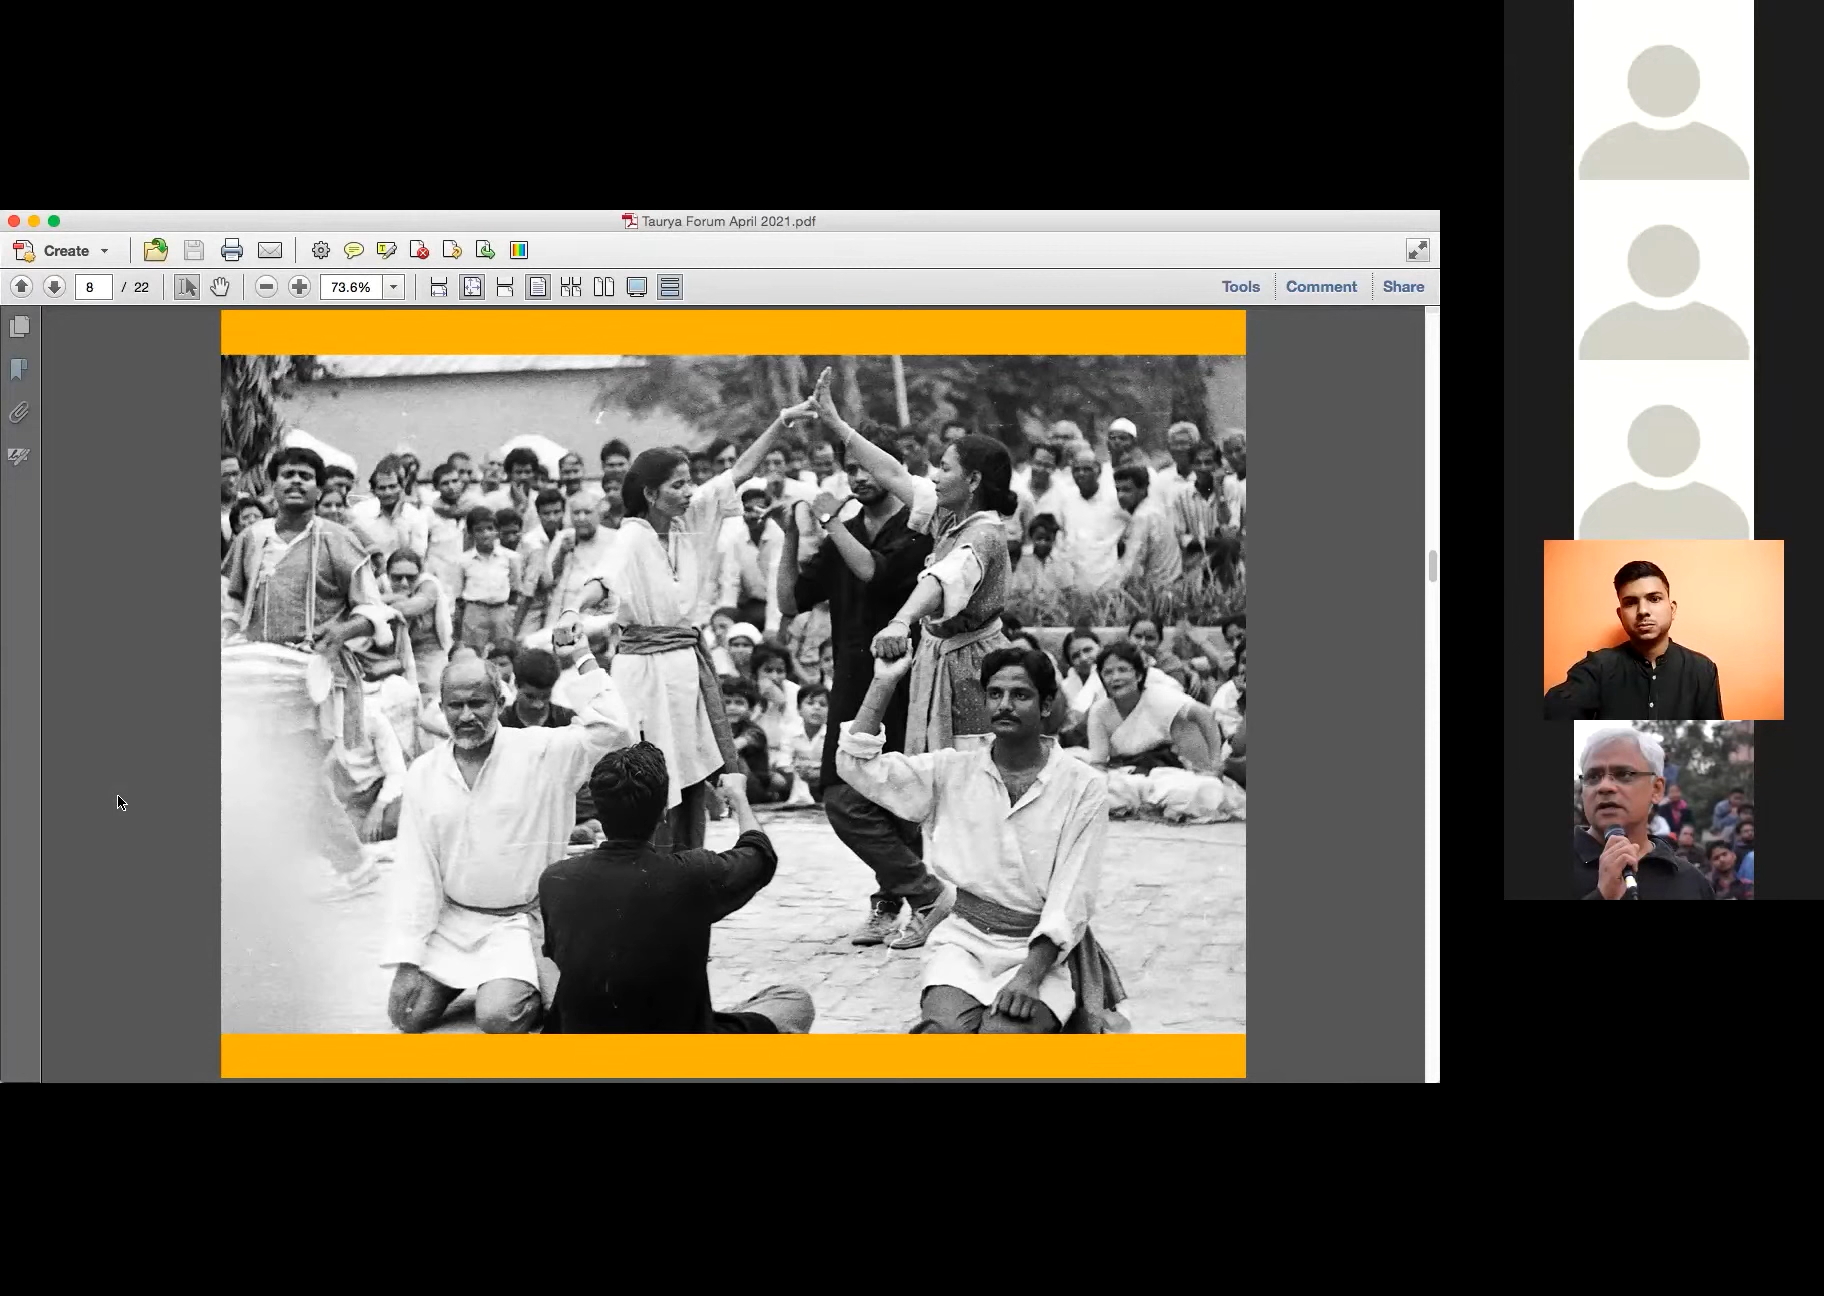 Taurya Forum April 2021.pdf
Create
8 / 22 73.6% Tools Comment Share